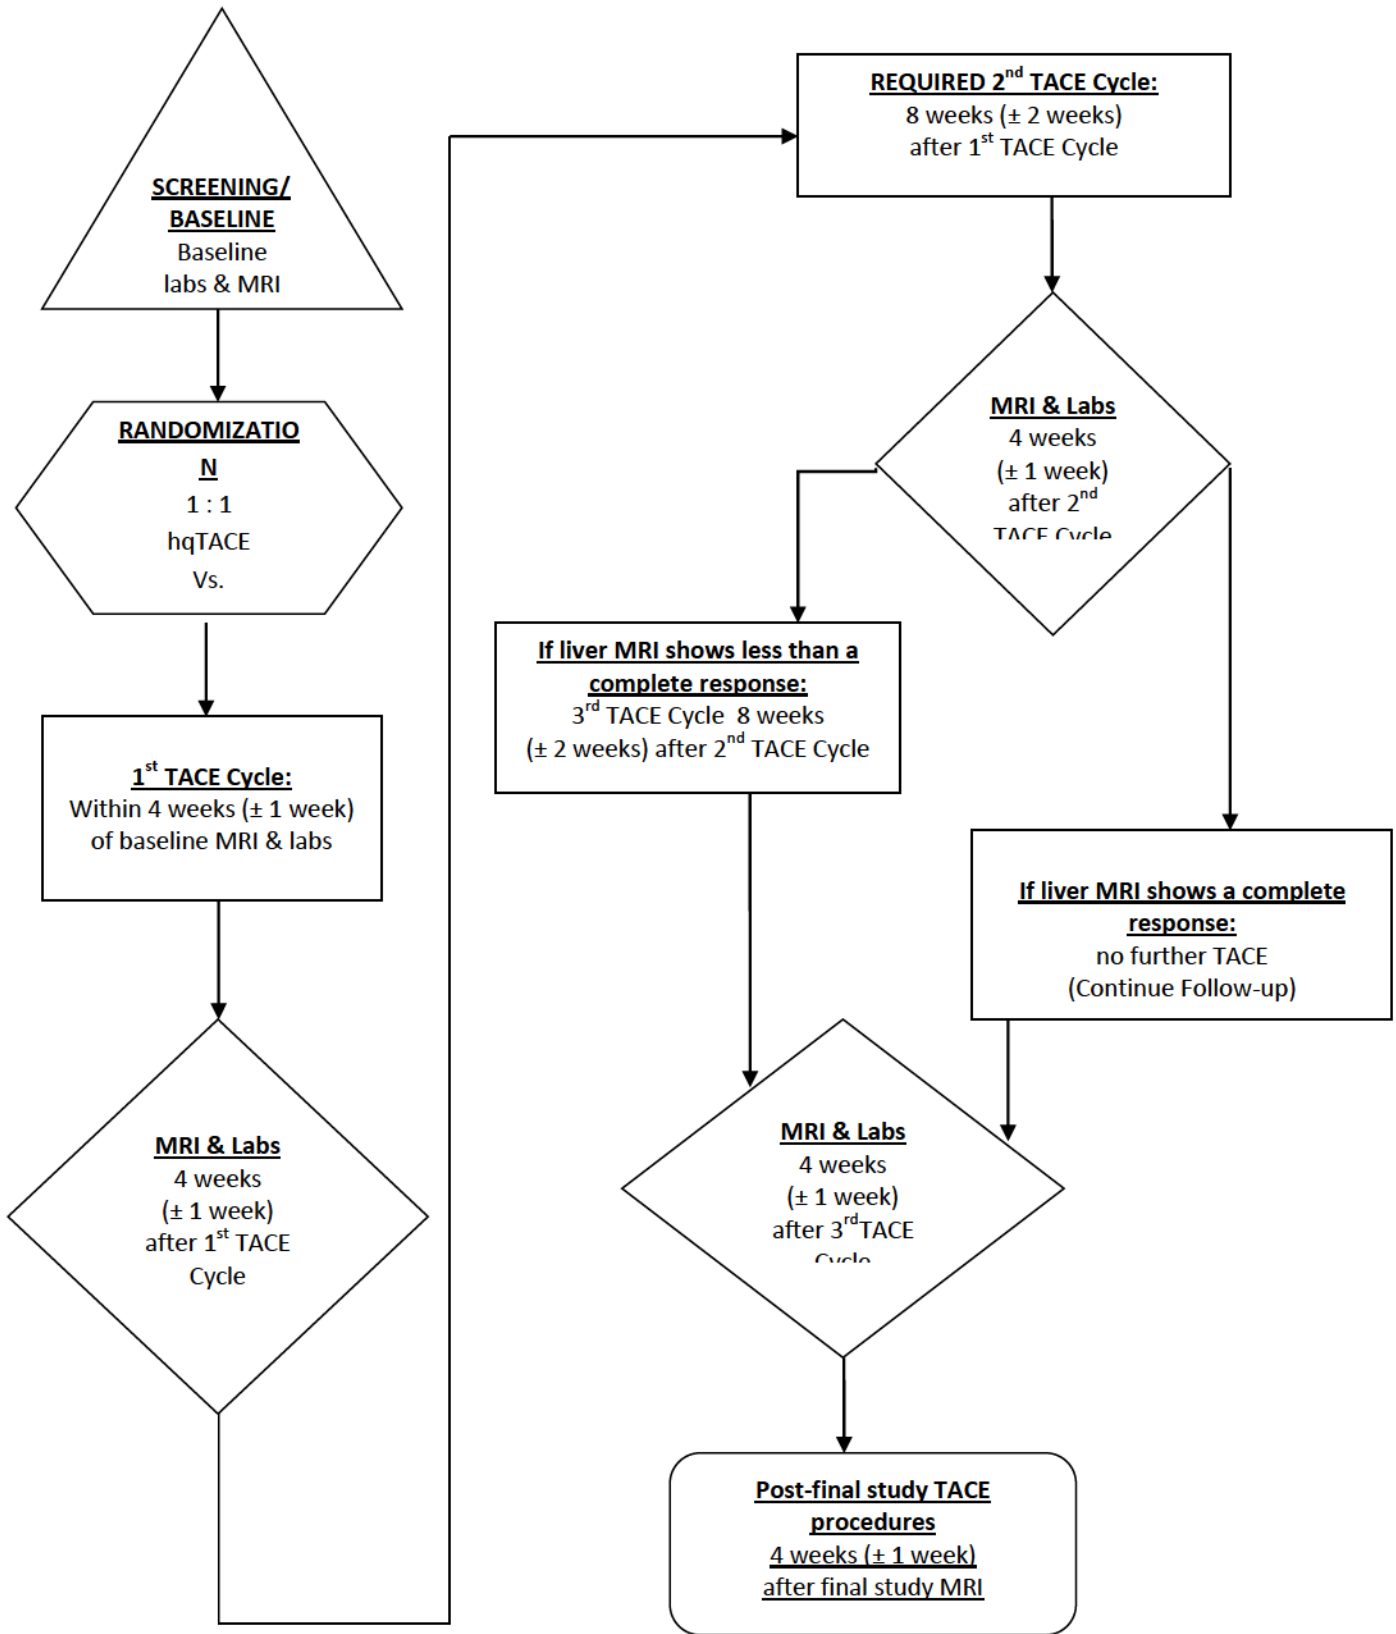 SCREENING/
BASELINE
Baseline
labs & MRI
RANDOMIZATIO
N
1 : 1
hqTACE
Vs.
1st TACE Cycle:
Within 4 weeks (± 1 week)
of baseline MRI & labs
MRI & Labs
4 weeks
(± 1 week)
after 1st TACE
Cycle
REQUIRED 2nd TACE Cycle:
8 weeks (± 2 weeks)
after 1st TACE Cycle
MRI & Labs
4 weeks
(± 1 week)
after 2nd
TACE Cycle
If liver MRI shows less than a
complete response:
3rd TACE Cycle 8 weeks
(± 2 weeks) after 2nd TACE Cycle
If liver MRI shows a complete
response:
no further TACE
(Continue Follow-up)
MRI & Labs
4 weeks
(± 1 week)
after 3rdTACE
Cycle
Post-final study TACE
procedures
4 weeks (± 1 week)
after final study MRI